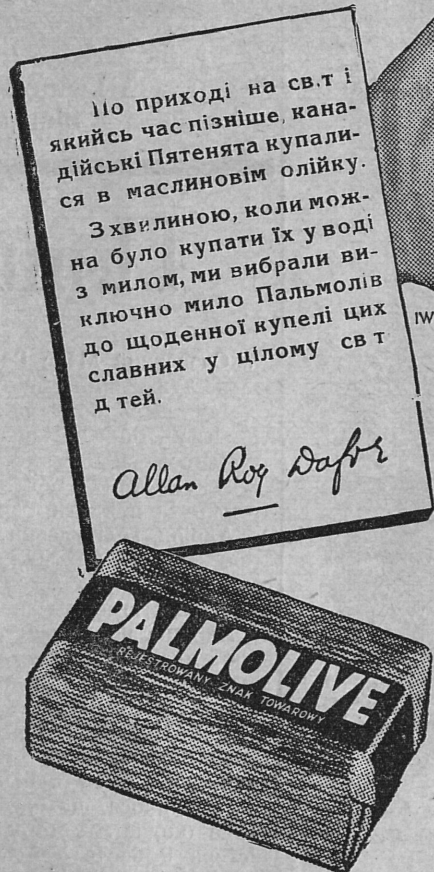 По приході на св.т і
якийсь час пізніше, кана-
дійські Пятенята купали-
ся в маслиновім олійку.
З хвилиною, коли мож-
на було купати їх у воді
з милом, ми вибрали ви-
ключно мило Пальмолів
до щоденної купелі цих
славних у цілому св т
д тей.
Allan Roy Dafoe
IW
PALMOLIVE
REJESTROWANY ZNAK TOWAROWY